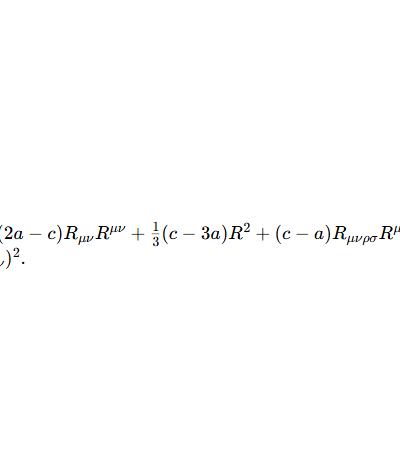 (2a − c)R_{μν}R^{μν} + \frac{1}{3}(c − 3a)R^2 + (c − a)R_{μνρσ}R^μ
)^2.